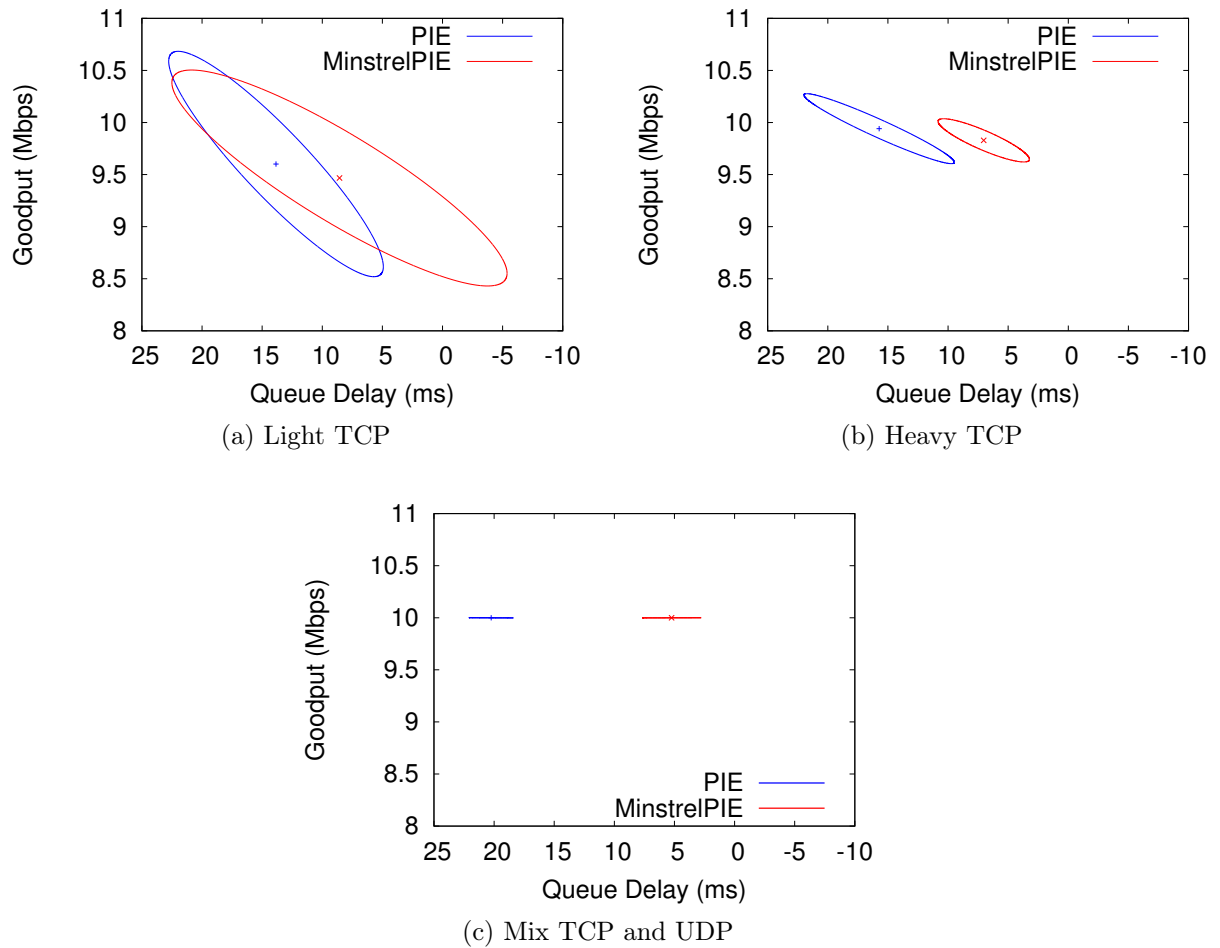 11
10.5
10
9.5
9
8.5
8
25 20 15 10 5 0 -5 -10
Goodput (Mbps)
Queue Delay (ms)
PIE
MinstrelPIE
(a) Light TCP
11
10.5
10
9.5
9
8.5
8
25 20 15 10 5 0 -5 -10
Goodput (Mbps)
Queue Delay (ms)
PIE
MinstrelPIE
(b) Heavy TCP
11
10.5
10
9.5
9
8.5
8
25 20 15 10 5 0 -5 -10
Goodput (Mbps)
Queue Delay (ms)
PIE
MinstrelPIE
(c) Mix TCP and UDP